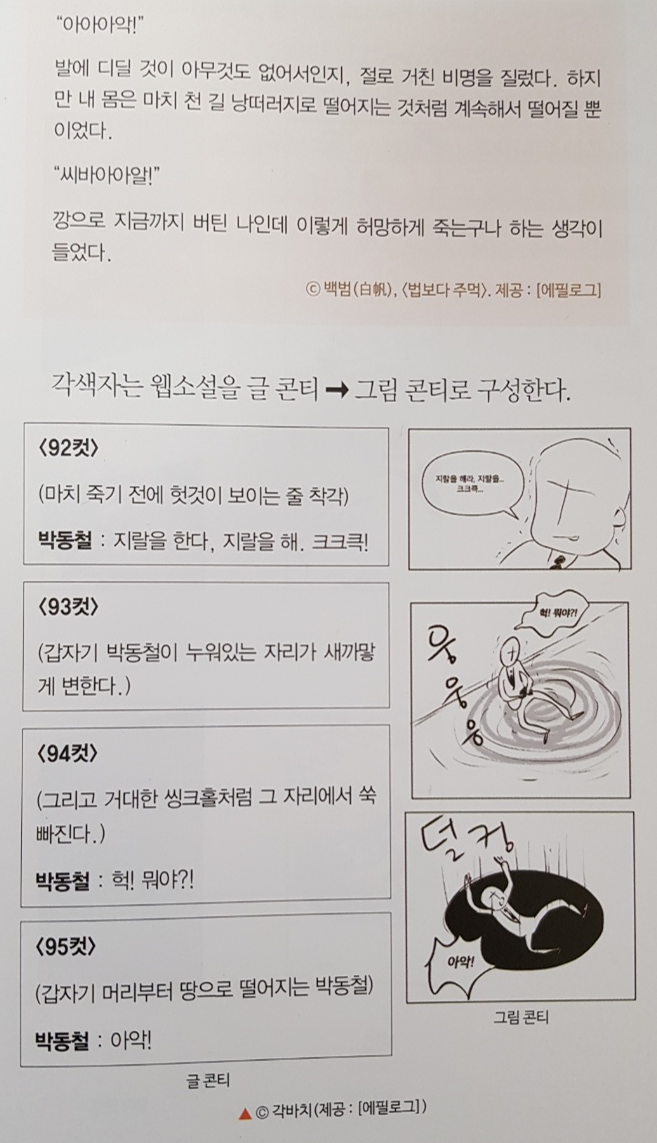 “아아아악!”
발에 디딜 것이 아무것도 없어서인지, 절로 거친 비명을 질렀다. 하지
만 내 몸은 마치 천 길 낭떠러지로 떨어지는 것처럼 계속해서 떨어질 뿐
이었다.
“씨바아아알!”
깡으로 지금까지 버틴 나인데 이렇게 허망하게 죽는구나 하는 생각이
들었다.
ⓒ 백범(白帆), 〈법보다 주먹〉. 제공 : [에필로그]
각색자는 웹소설을 글 콘티 ➡ 그림 콘티로 구성한다.
〈92컷〉
(마치 죽기 전에 헛것이 보이는 줄 착각)
박동철 : 지랄을 한다, 지랄을 해. 크크큭!
〈93컷〉
(갑자기 박동철이 누워있는 자리가 새까맣
게 변한다.)
〈94컷〉
(그리고 거대한 씽크홀처럼 그 자리에서 쑥
빠진다.)
박동철 : 헉! 뭐야?!
〈95컷〉
(갑자기 머리부터 땅으로 떨어지는 박동철)
박동철 : 아악!
글 콘티
지랄을 해라, 지랄을...
크크큭...
헉! 뭐야?!
웅
웅
웅
덜컹
아악!
그림 콘티
▲ ⓒ 각바치(제공 : [에필로그])